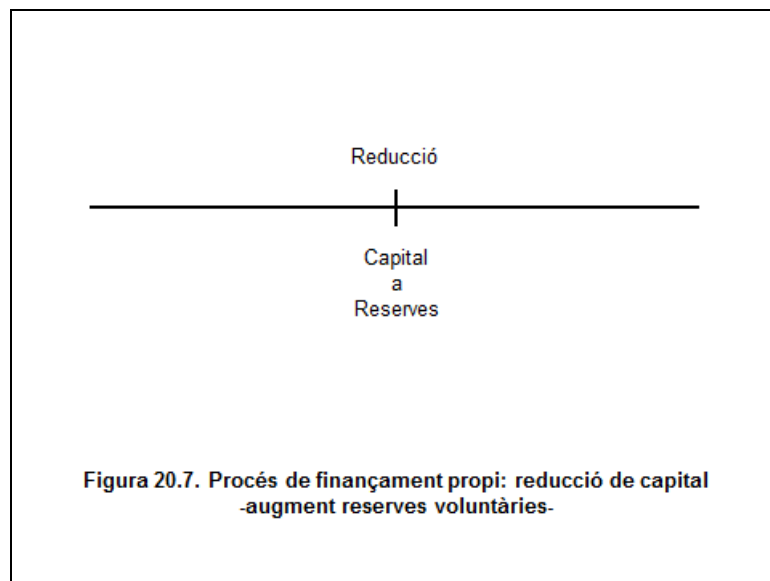 Reducció
Capital
a
Reserves
Figura 20.7. Procés de finançament propi: reducció de capital
-augment reserves voluntàries-